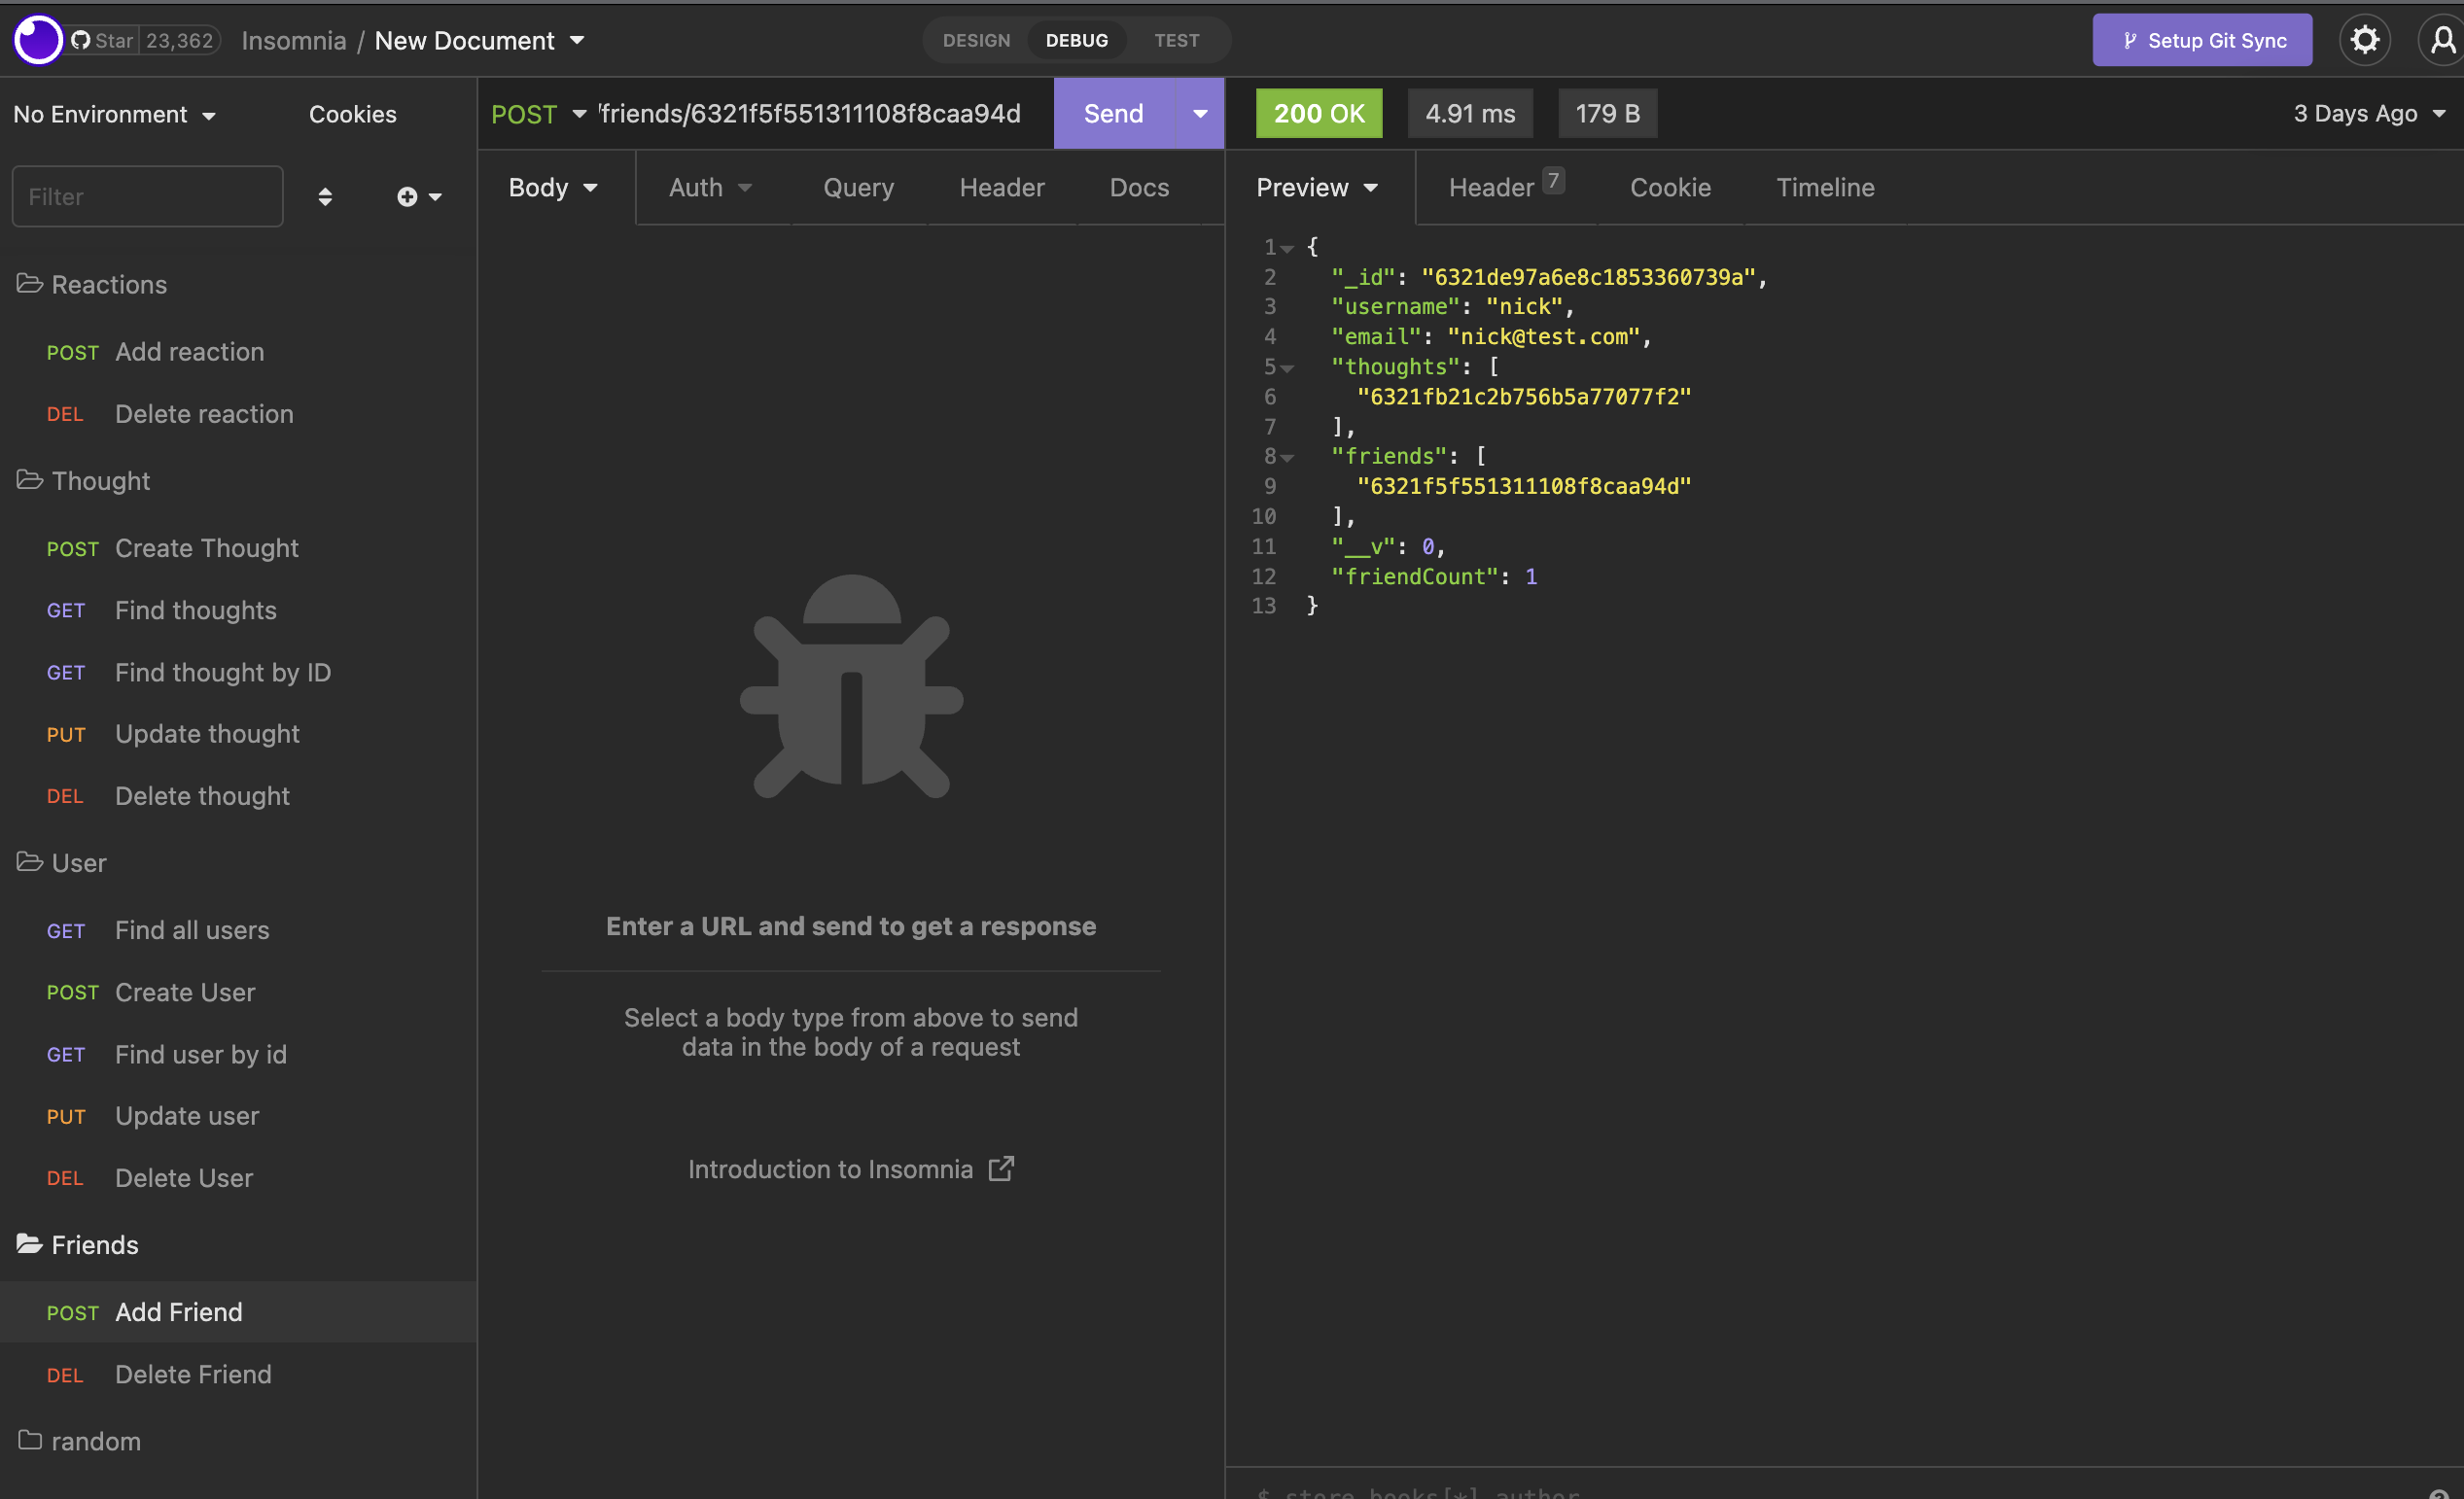 Star 23,362 Insomnia / New Document
DESIGN DEBUG TEST
Setup Git Sync
No Environment Cookies
Filter
Reactions
POST Add reaction
DEL Delete reaction
Thought
POST Create Thought
GET Find thoughts
GET Find thought by ID
PUT Update thought
DEL Delete thought
User
GET Find all users
POST Create User
GET Find user by id
PUT Update user
DEL Delete User
Friends
POST Add Friend
DEL Delete Friend
random
POST /friends/6321f5f551311108f8caa94d Send
Body Auth Query Header Docs
Enter a URL and send to get a response
Select a body type from above to send
data in the body of a request
Introduction to Insomnia
200 OK 4.91 ms 179 B 3 Days Ago
Preview Header 7 Cookie Timeline
1 {
2 "_id": "6321de97a6e8c1853360739a",
3 "username": "nick",
4 "email": "nick@test.com",
5 "thoughts": [
6 "6321fb21c2b756b5a77077f2"
7 ],
8 "friends": [
9 "6321f5f551311108f8caa94d"
10 ],
11 "__v": 0,
12 "friendCount": 1
13 }
$.store.books[*].author